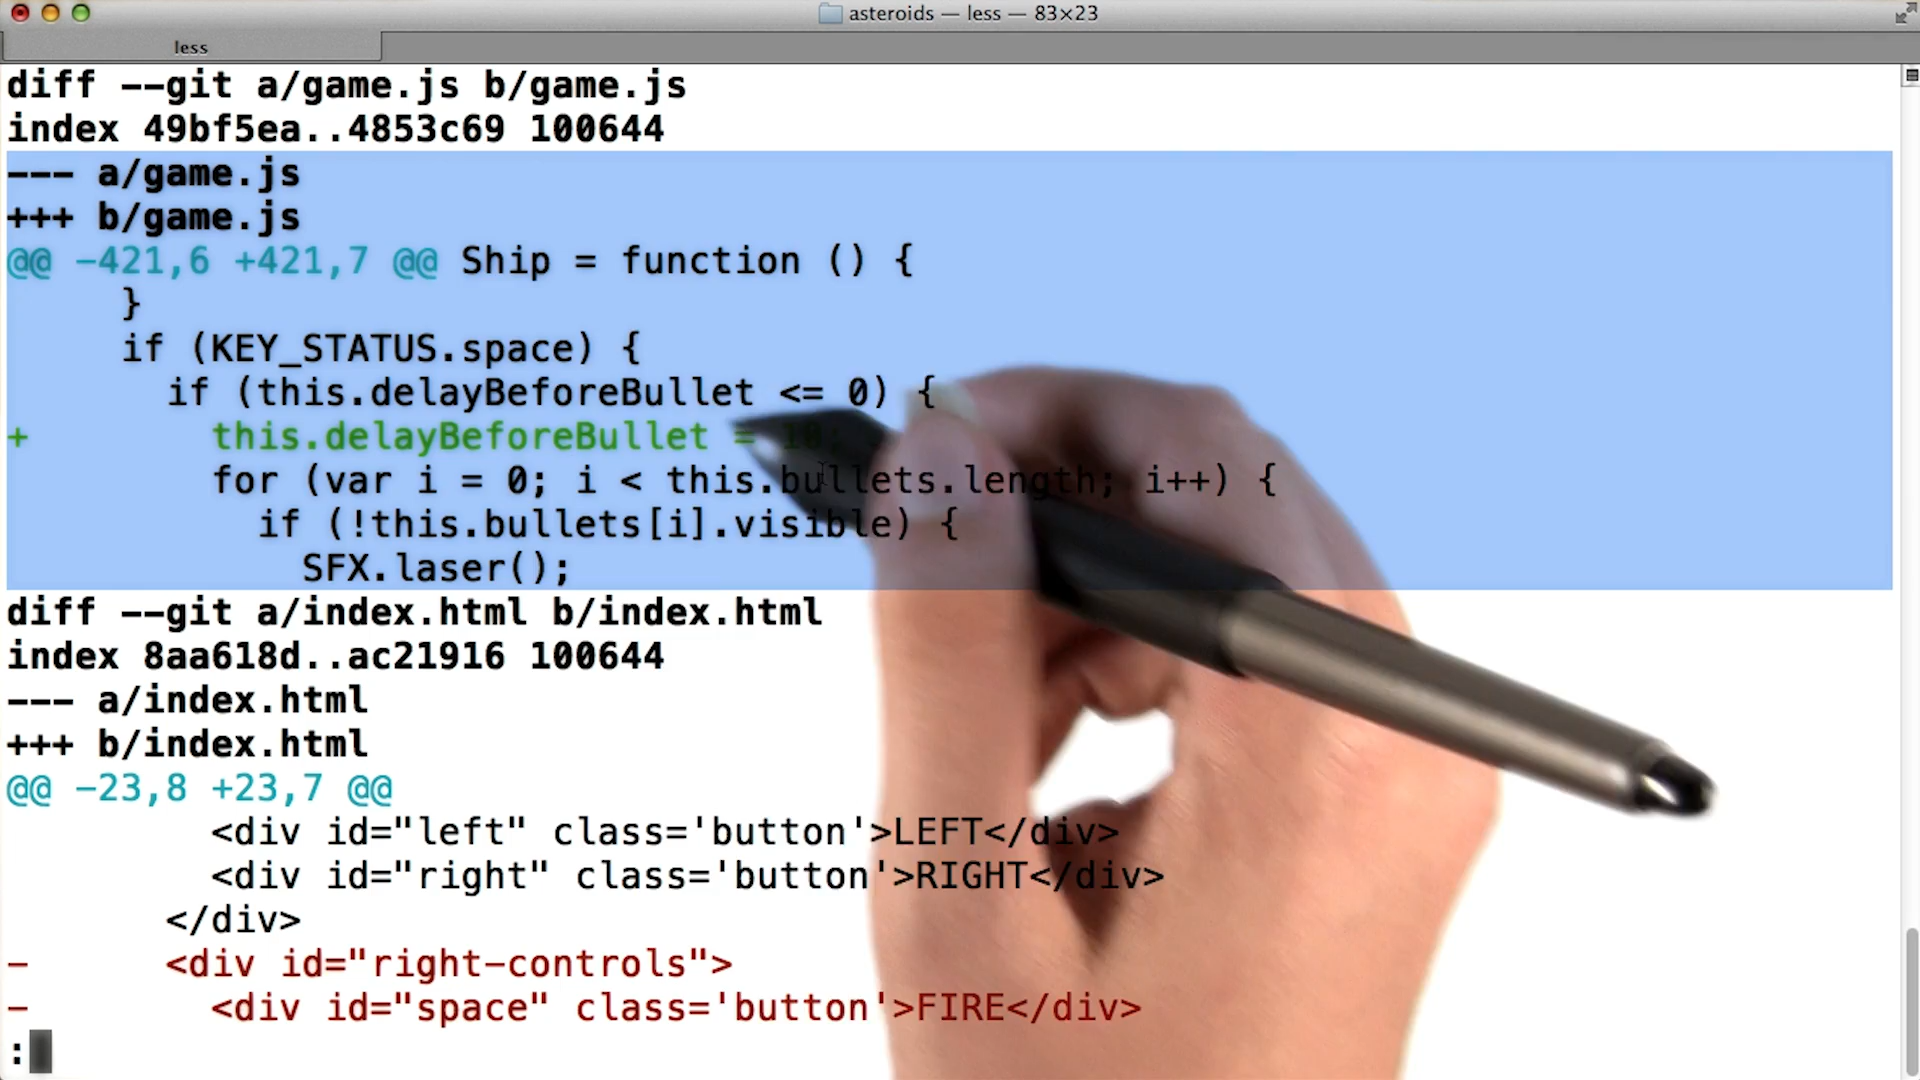 asteroids — less — 83×23
less
diff --git a/game.js b/game.js
index 49bf5ea..4853c69 100644
--- a/game.js
+++ b/game.js
@@ -421,6 +421,7 @@ Ship = function () {
}
if (KEY_STATUS.space) {
if (this.delayBeforeBullet <= 0) {
+ this.delayBeforeBullet = 10;
for (var i = 0; i < this.bullets.length; i++) {
if (!this.bullets[i].visible) {
SFX.laser();
diff --git a/index.html b/index.html
index 8aa618d..ac21916 100644
--- a/index.html
+++ b/index.html
@@ -23,8 +23,7 @@
<div id="left" class='button'>LEFT</div>
<div id="right" class='button'>RIGHT</div>
</div>
- <div id="right-controls">
- <div id="space" class='button'>FIRE</div>
: